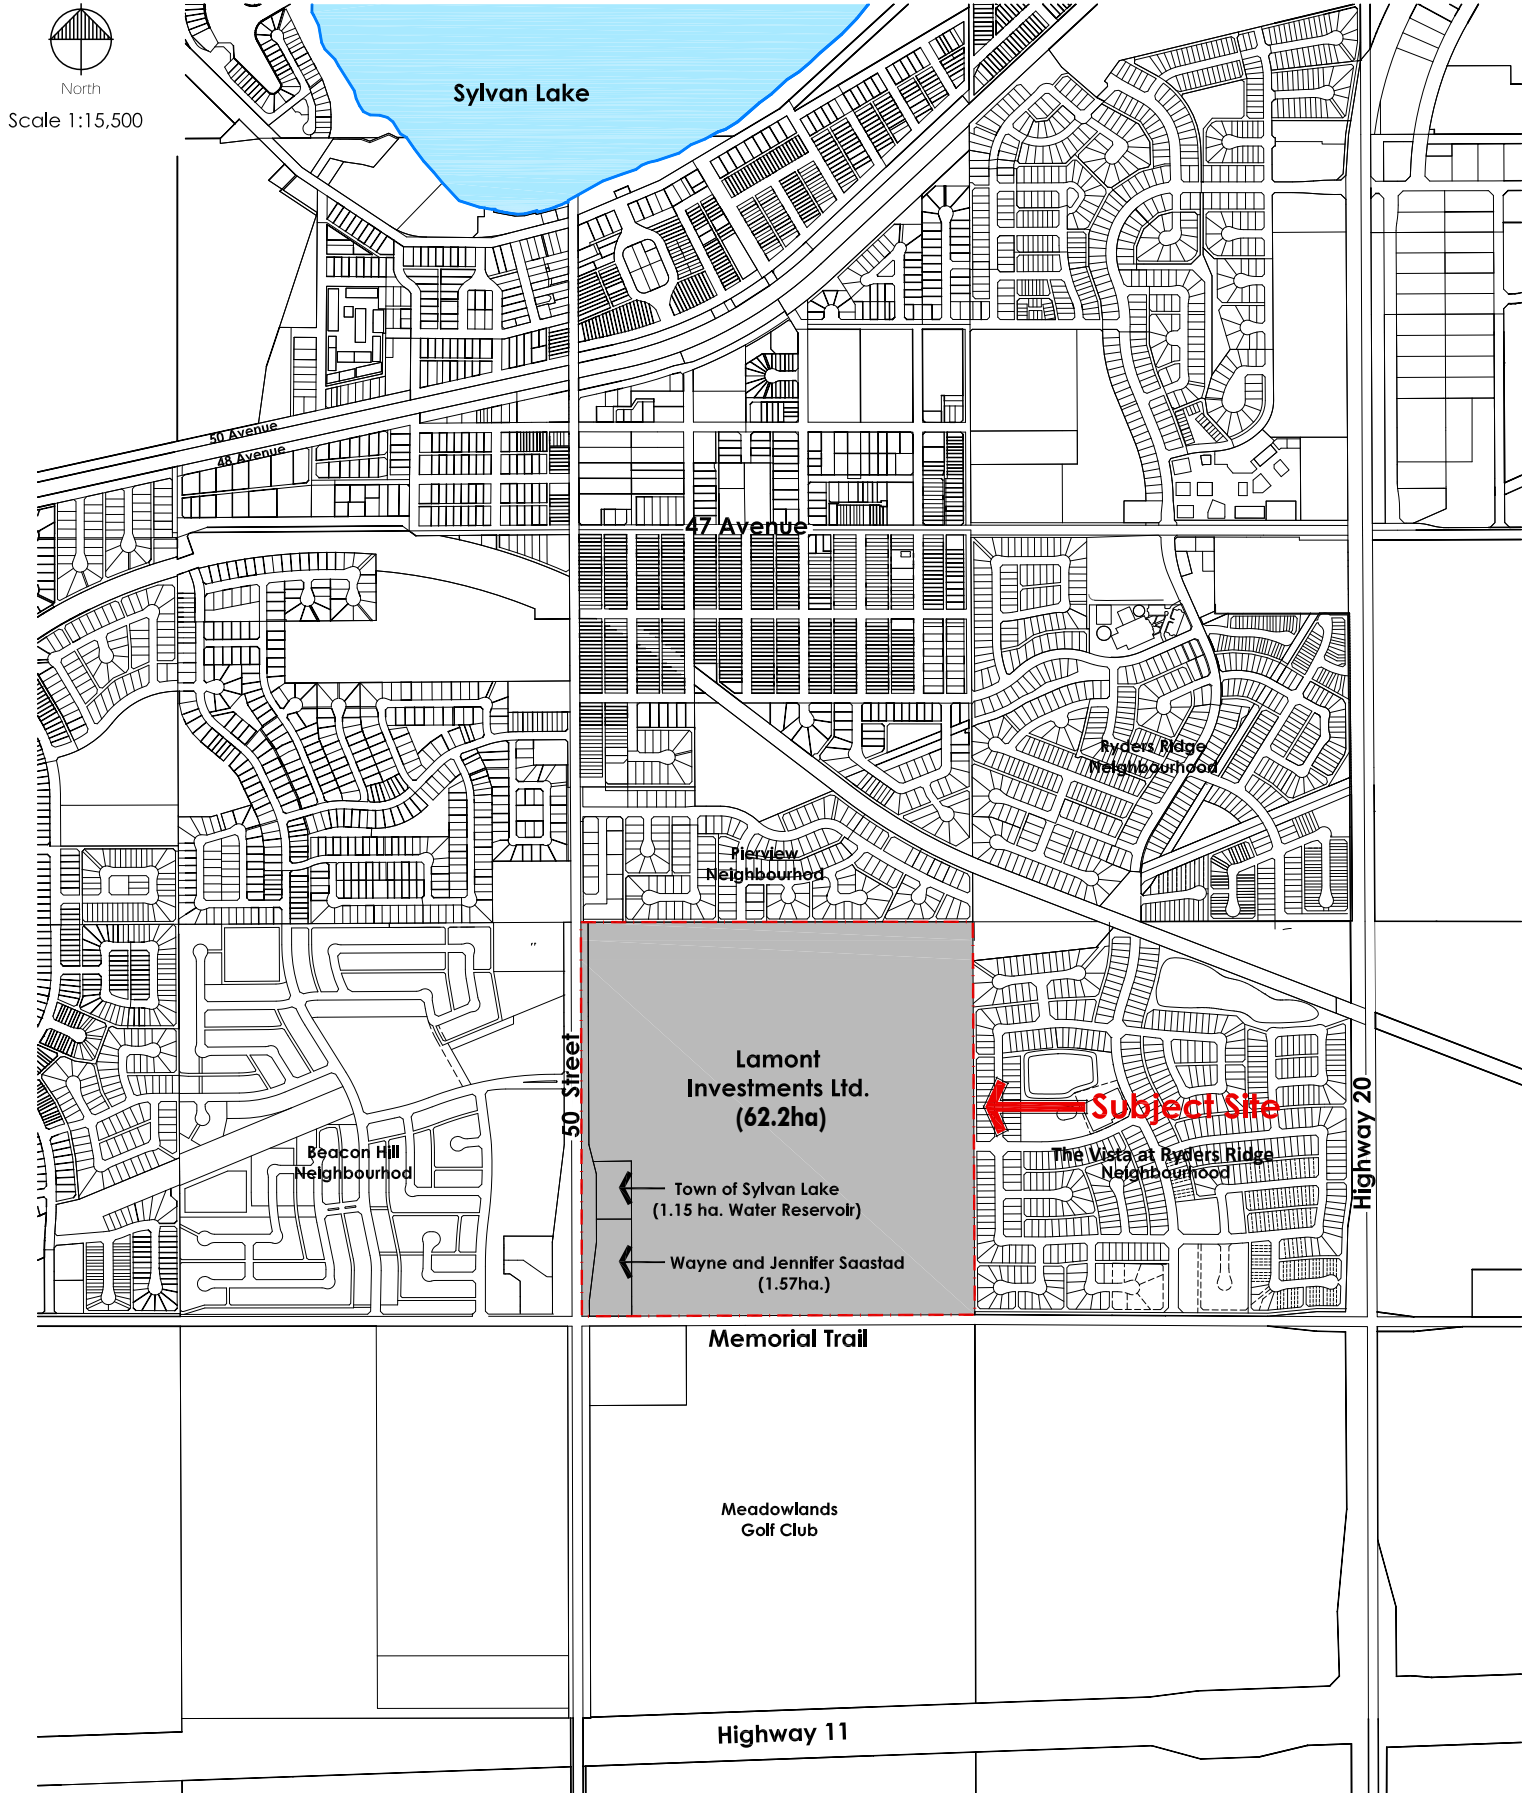 North
Scale 1:15,500
Sylvan Lake
50 Avenue
48 Avenue
47 Avenue
Ryders Ridge
Neighbourhood
Pierview
Neighbourhod
50 Street
Lamont
Investments Ltd.
(62.2ha)
Subject Site
Highway 20
Beacon Hill
Neighbourhod
The Vista at Ryders Ridge
Neighbourhood
Town of Sylvan Lake
(1.15 ha. Water Reservoir)
Wayne and Jennifer Saastad
(1.57ha.)
Memorial Trail
Meadowlands
Golf Club
Highway 11